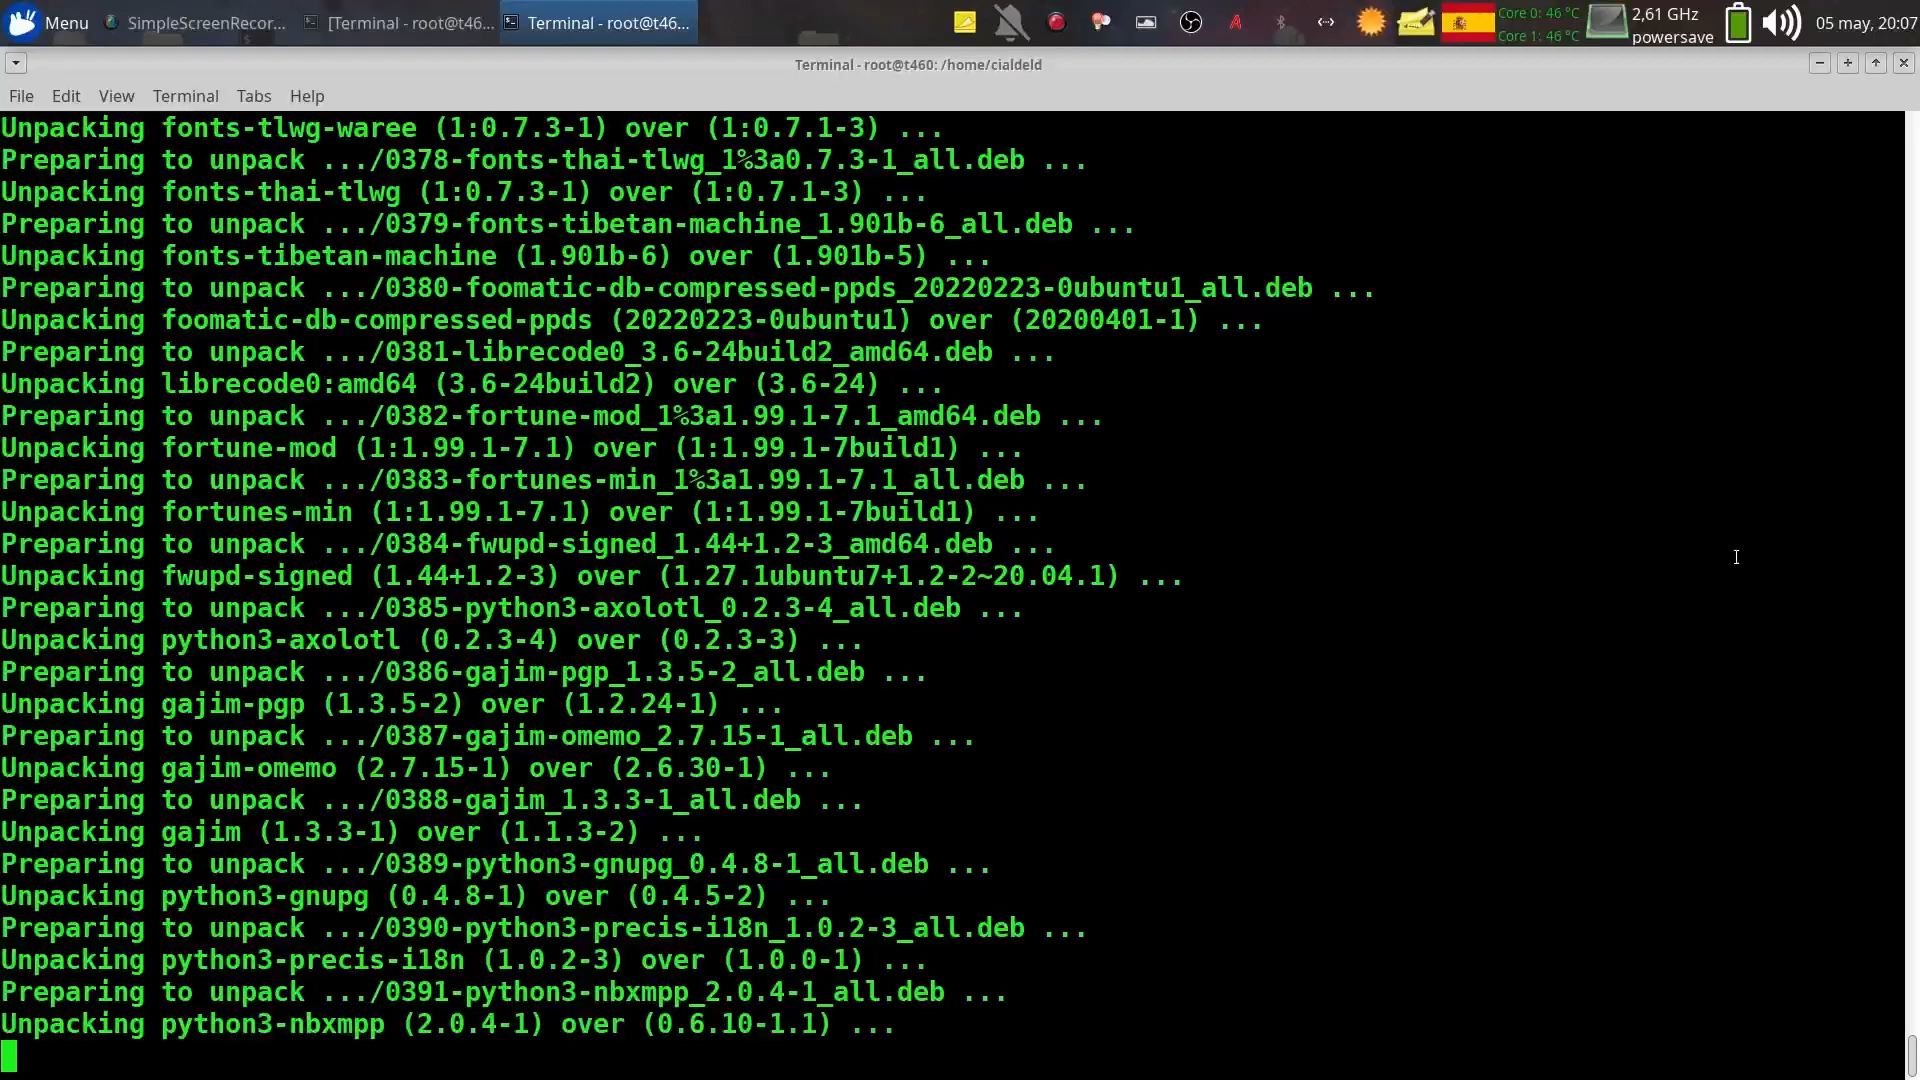 Menu
SimpleScreenRecor...
[Terminal - root@t46...
Terminal - root@t46...
A
Core 0: 46 °C
Core 1: 46 °C
2,61 GHz
powersave
05 may, 20:07
Terminal - root@t460: /home/cialdeld
File Edit View Terminal Tabs Help
Unpacking fonts-tlwg-waree (1:0.7.3-1) over (1:0.7.1-3) ...
Preparing to unpack .../0378-fonts-thai-tlwg_1%3a0.7.3-1_all.deb ...
Unpacking fonts-thai-tlwg (1:0.7.3-1) over (1:0.7.1-3) ...
Preparing to unpack .../0379-fonts-tibetan-machine_1.901b-6_all.deb ...
Unpacking fonts-tibetan-machine (1.901b-6) over (1.901b-5) ...
Preparing to unpack .../0380-foomatic-db-compressed-ppds_20220223-0ubuntu1_all.deb ...
Unpacking foomatic-db-compressed-ppds (20220223-0ubuntu1) over (20200401-1) ...
Preparing to unpack .../0381-librecode0_3.6-24build2_amd64.deb ...
Unpacking librecode0:amd64 (3.6-24build2) over (3.6-24) ...
Preparing to unpack .../0382-fortune-mod_1%3a1.99.1-7.1_amd64.deb ...
Unpacking fortune-mod (1:1.99.1-7.1) over (1:1.99.1-7build1) ...
Preparing to unpack .../0383-fortunes-min_1%3a1.99.1-7.1_all.deb ...
Unpacking fortunes-min (1:1.99.1-7.1) over (1:1.99.1-7build1) ...
Preparing to unpack .../0384-fwupd-signed_1.44+1.2-3_amd64.deb ...
Unpacking fwupd-signed (1.44+1.2-3) over (1.27.1ubuntu7+1.2-2~20.04.1) ...
Preparing to unpack .../0385-python3-axolotl_0.2.3-4_all.deb ...
Unpacking python3-axolotl (0.2.3-4) over (0.2.3-3) ...
Preparing to unpack .../0386-gajim-pgp_1.3.5-2_all.deb ...
Unpacking gajim-pgp (1.3.5-2) over (1.2.24-1) ...
Preparing to unpack .../0387-gajim-omemo_2.7.15-1_all.deb ...
Unpacking gajim-omemo (2.7.15-1) over (2.6.30-1) ...
Preparing to unpack .../0388-gajim_1.3.3-1_all.deb ...
Unpacking gajim (1.3.3-1) over (1.1.3-2) ...
Preparing to unpack .../0389-python3-gnupg_0.4.8-1_all.deb ...
Unpacking python3-gnupg (0.4.8-1) over (0.4.5-2) ...
Preparing to unpack .../0390-python3-precis-i18n_1.0.2-3_all.deb ...
Unpacking python3-precis-i18n (1.0.2-3) over (1.0.0-1) ...
Preparing to unpack .../0391-python3-nbxmpp_2.0.4-1_all.deb ...
Unpacking python3-nbxmpp (2.0.4-1) over (0.6.10-1.1) ...